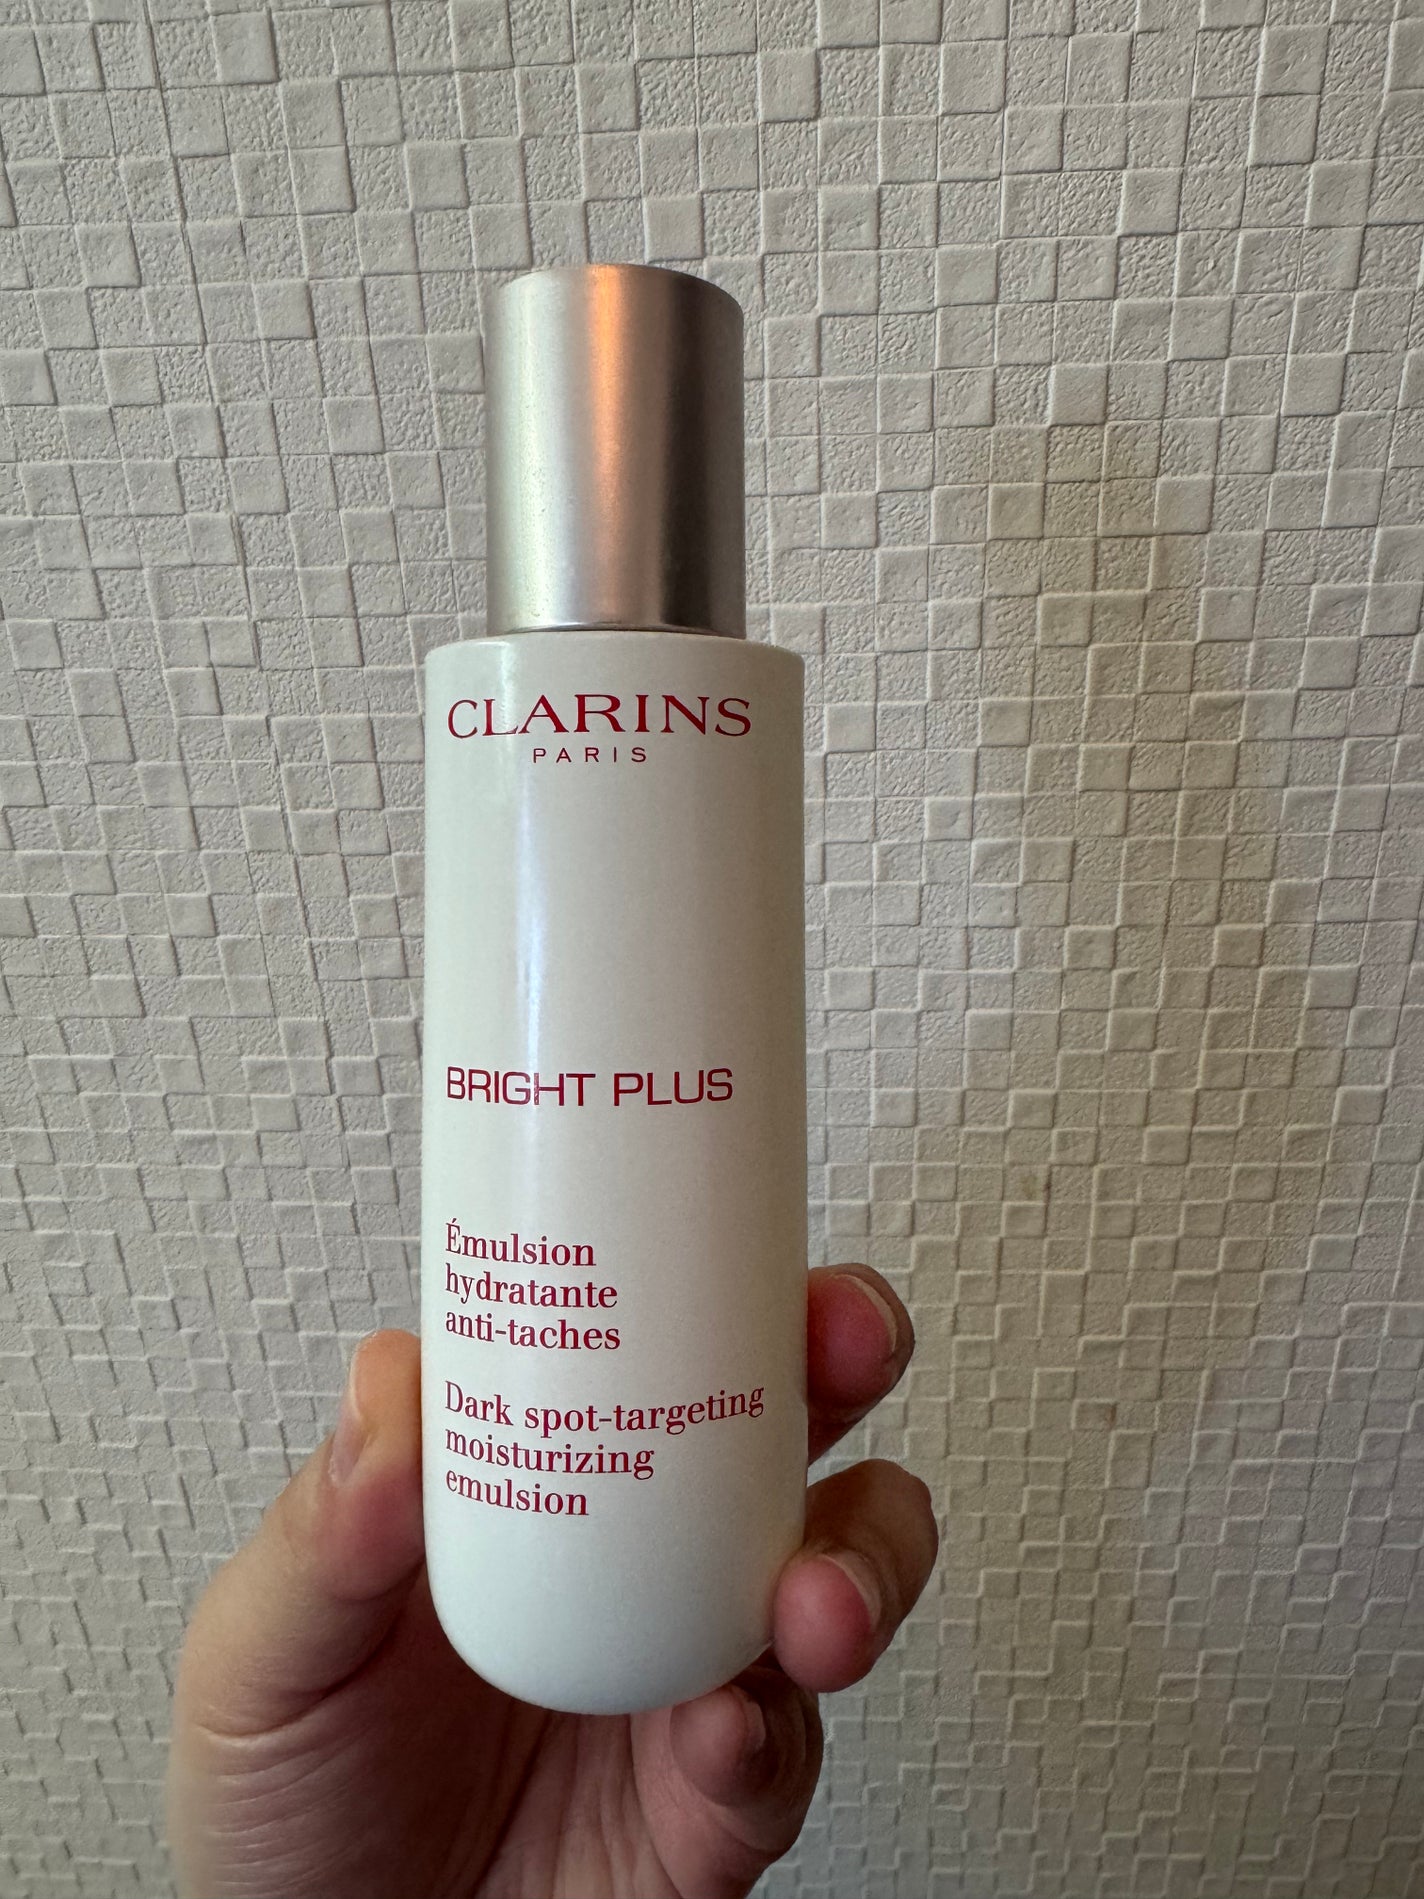 CLARINS
PARIS
BRIGHT PLUS
Émulsion
hydratante
anti-taches
Dark spot-targeting
moisturizing
emulsion